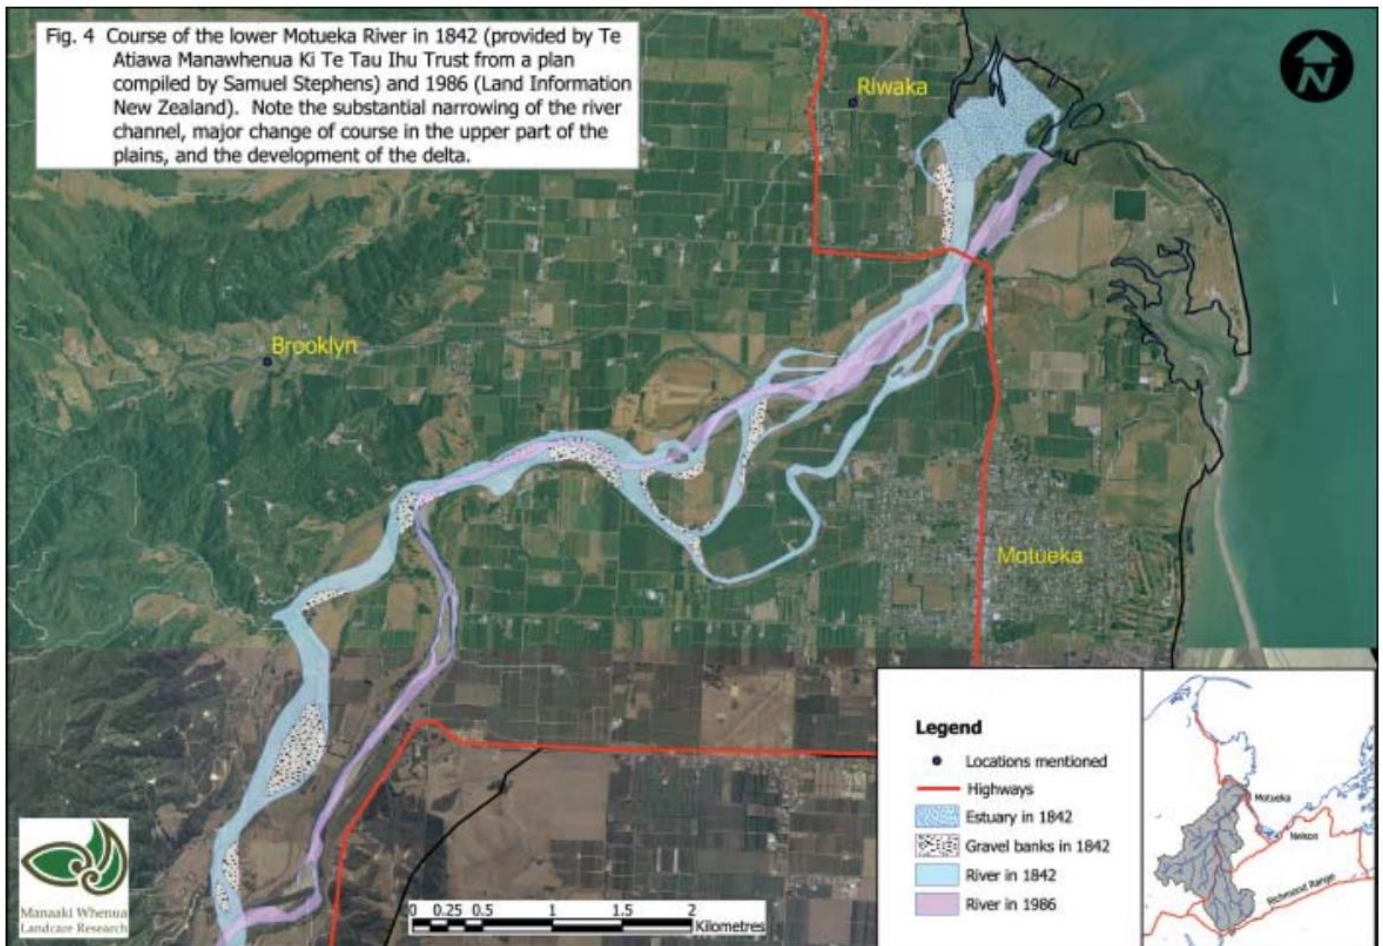 Fig. 4 Course of the lower Motueka River in 1842 (provided by Te
Atiawa Manawhenua Ki Te Tau Ihu Trust from a plan
compiled by Samuel Stephens) and 1986 (Land Information
New Zealand). Note the substantial narrowing of the river
channel, major change of course in the upper part of the
plains, and the development of the delta.
N
Riwaka
Brooklyn
Motueka
Legend
Locations mentioned
Highways
Estuary in 1842
Gravel banks in 1842
River in 1842
River in 1986
Motueka
Nelson
Richmond Range
0 0.25 0.5 1 1.5 2
Kilometres
Manaaki Whenua
Landcare Research